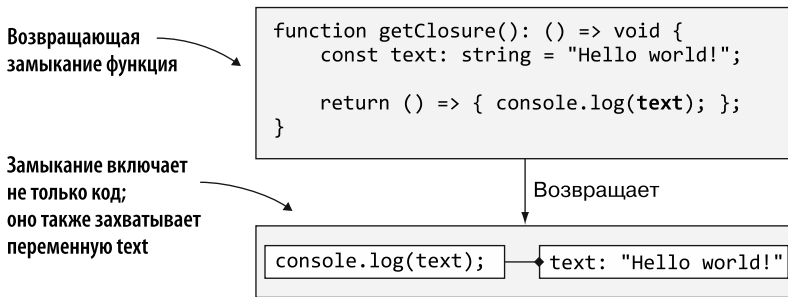 Возвращающая
замыкание функция
function getClosure(): () => void {
const text: string = "Hello world!";
return () => { console.log(text); };
}
Замыкание включает
не только код;
оно также захватывает
переменную text
Возвращает
console.log(text);
text: "Hello world!"